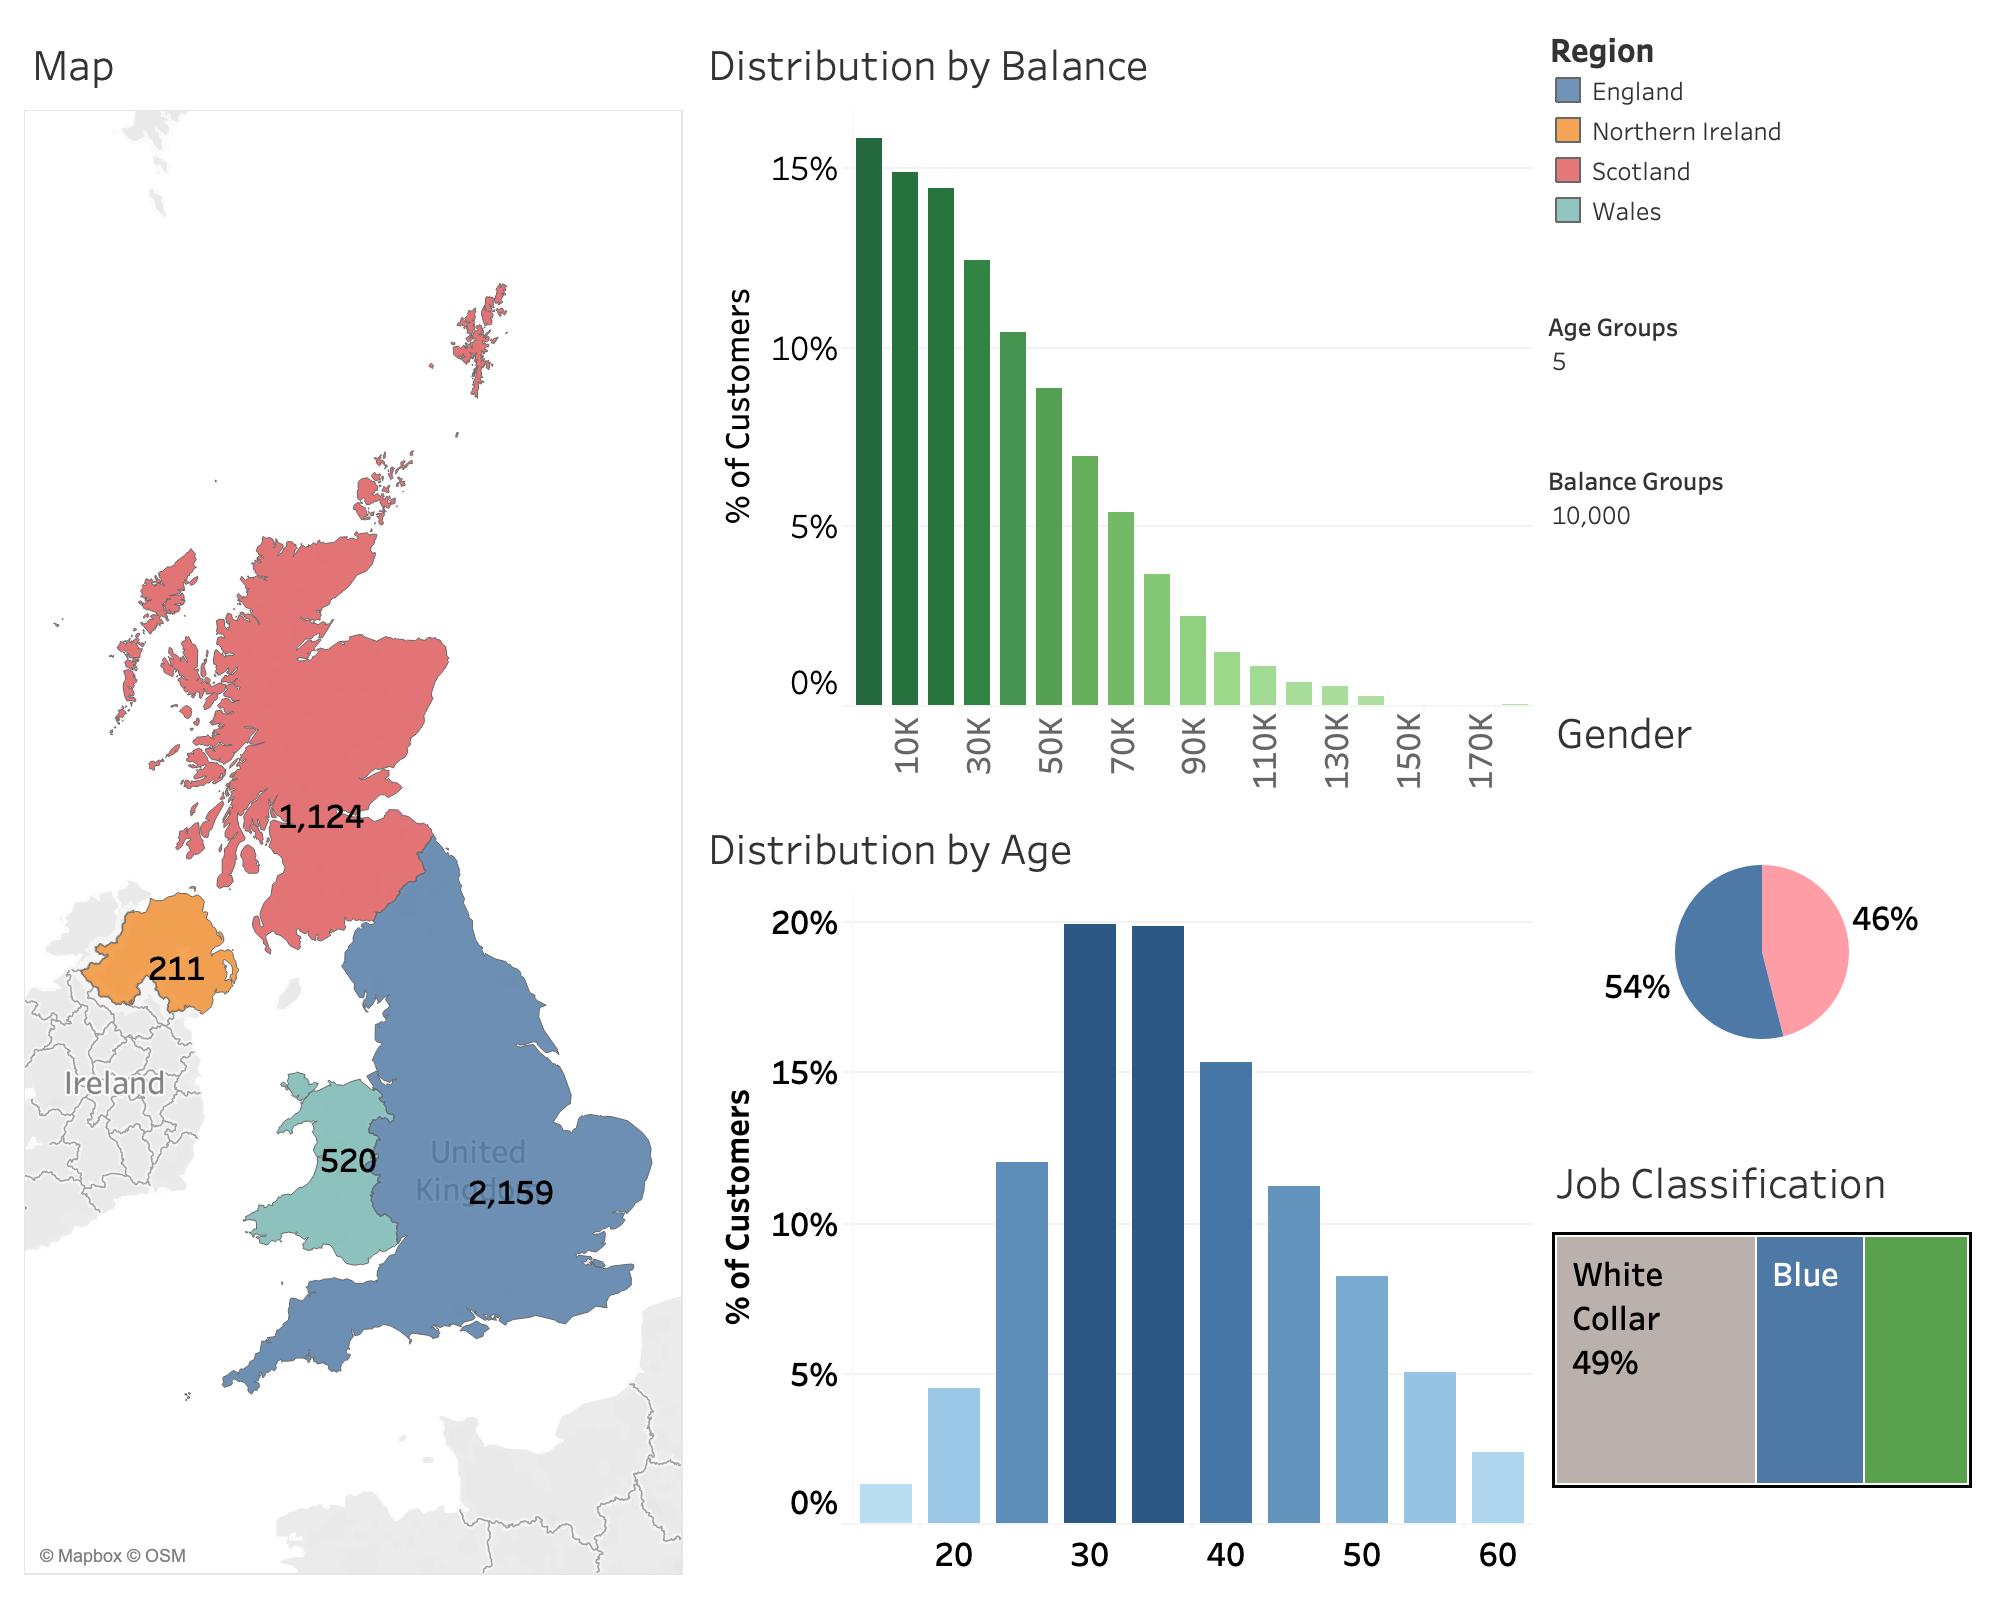 Map
Distribution by Balance
Region
England
Northern Ireland
Scotland
Wales
Age Groups
5
Balance Groups
10,000
% of Customers
15%
10%
5%
0%
10K
30K
50K
70K
90K
110K
130K
150K
170K
1,124
211
Ireland
520
United
2,159
© Mapbox © OSM
Distribution by Age
% of Customers
20%
15%
10%
5%
0%
20
30
40
50
60
Gender
46%
54%
Job Classification
White
Collar
49%
Blue